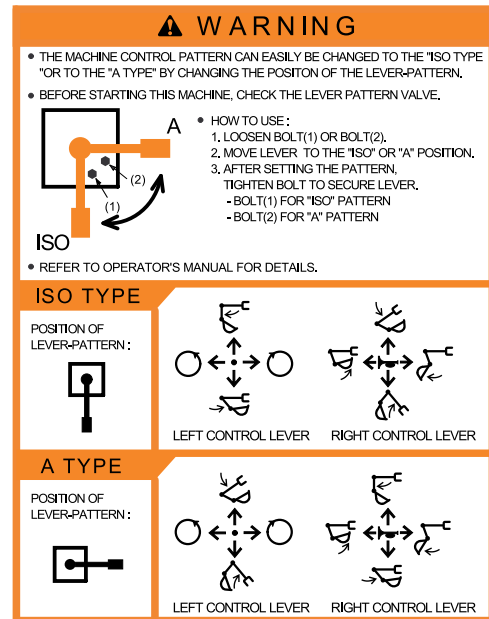 WARNING
• THE MACHINE CONTROL PATTERN CAN EASILY BE CHANGED TO THE "ISO TYPE
"OR TO THE "A TYPE" BY CHANGING THE POSITON OF THE LEVER-PATTERN.
• BEFORE STARTING THIS MACHINE, CHECK THE LEVER PATTERN VALVE.
A
(2)
(1)
ISO
• HOW TO USE :
1. LOOSEN BOLT(1) OR BOLT(2).
2. MOVE LEVER TO THE "ISO" OR "A" POSITION.
3. AFTER SETTING THE PATTERN,
TIGHTEN BOLT TO SECURE LEVER.
- BOLT(1) FOR "ISO" PATTERN
- BOLT(2) FOR "A" PATTERN
• REFER TO OPERATOR'S MANUAL FOR DETAILS.
ISO TYPE
POSITION OF
LEVER-PATTERN :
LEFT CONTROL LEVER
RIGHT CONTROL LEVER
A TYPE
POSITION OF
LEVER-PATTERN :
LEFT CONTROL LEVER
RIGHT CONTROL LEVER